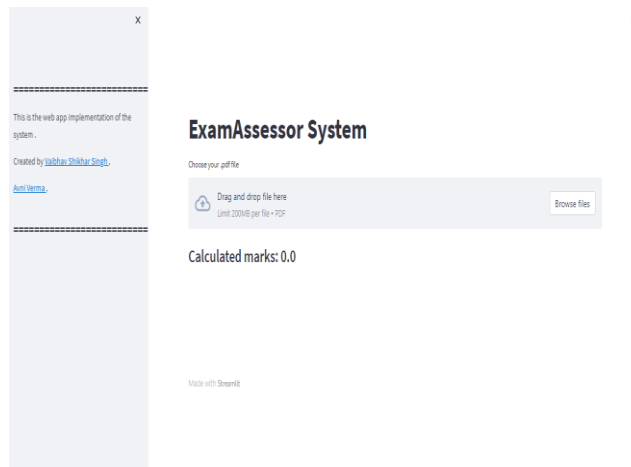 X
===========================
This is the web app implementation of the
system .
Created by Vaibhav Shikhar Singh .
Avni Verma .
===========================
ExamAssessor System
Choose your .pdf file
Drag and drop file here
Limit 200MB per file • PDF
Browse files
Calculated marks: 0.0
Made with Streamlit